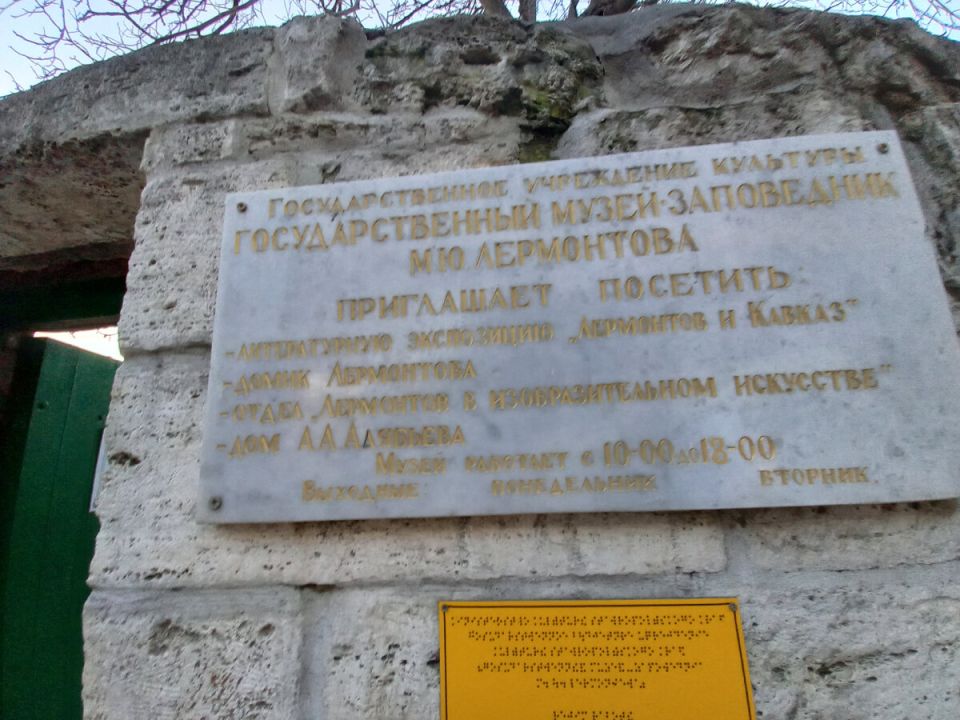 Государственное учреждение культуры
ГОСУДАРСТВЕННЫЙ МУЗЕЙ-ЗАПОВЕДНИК
М.Ю. ЛЕРМОНТОВА
ПРИГЛАШАЕТ ПОСЕТИТЬ:
-ЛИТЕРАТУРНУЮ ЭКСПОЗИЦИЮ „ЛЕРМОНТОВ И КАВКАЗ"
-ДОМИК ЛЕРМОНТОВА
-ОТДЕЛ „ЛЕРМОНТОВ В ИЗОБРАЗИТЕЛЬНОМ ИСКУССТВЕ"
-ДОМ А.А.АЛЯБЬЕВА
Музей работает с 10-00 до 18-00
Выходные: понедельник вторник.